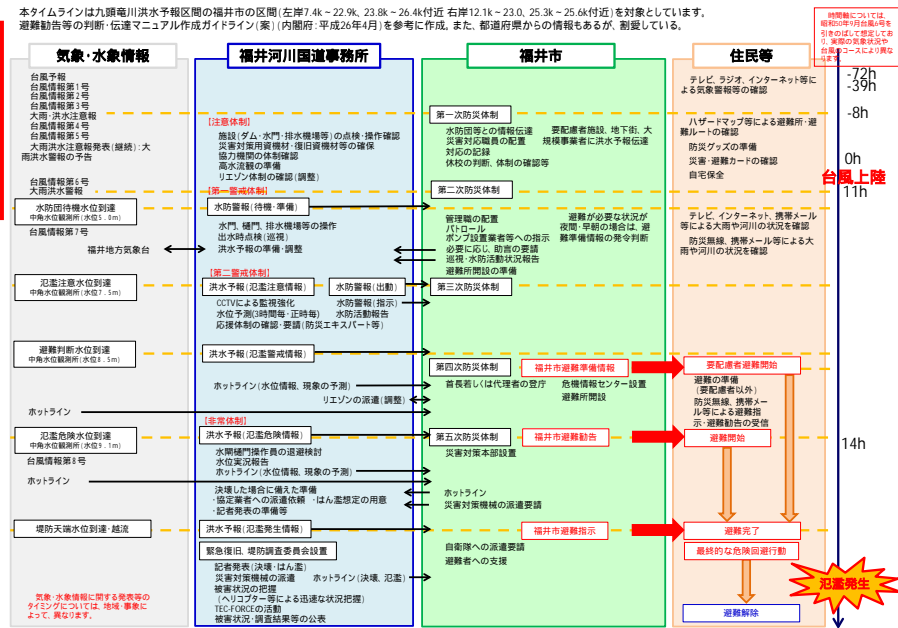 本タイムラインは九頭竜川洪水予報区間の福井市の区間(左岸7.4k~22.9k、23.8k~26.4k付近 右岸12.1k~23.0、25.3k~25.6k付近)を対象としています。
避難勧告等の判断・伝達マニュアル作成ガイドライン(案)(内閣府:平成26年4月)を参考に作成。また、都道府県からの情報もあるが、割愛している。
時間軸については、
昭和50年9月台風6号を
引きのばして想定してお
り、実際の気象状況や
台風のコースにより異な
ります。
気象・水象情報
台風予報
台風情報第1号
台風情報第2号
台風情報第3号
大雨・洪水注意報
台風情報第4号
台風情報第5号
大雨洪水注意報発表(継続):大
雨洪水警報の予告
台風情報第6号
大雨洪水警報
水防団待機水位到達
中角水位観測所(水位5.0m)
台風情報第7号
福井地方気象台
氾濫注意水位到達
中角水位観測所(水位7.5m)
避難判断水位到達
中角水位観測所(水位8.5m)
ホットライン
氾濫危険水位到達
中角水位観測所(水位9.1m)
台風情報第8号
ホットライン
堤防天端水位到達・越流
気象・水象情報に関する発表等の
タイミングについては、地域・事象に
よって、異なります。
福井河川国道事務所
【注意体制】
施設(ダム・水門・排水機場等)の点検・操作確認
災害対策用資機材・復旧資機材等の確保
協力機関の体制確認
高水流観の準備
リエゾン体制の確認(調整)
【第一警戒体制】
水防警報(待機・準備)
水門、樋門、排水機場等の操作
出水時点検(巡視)
洪水予報の準備・調整
【第二警戒体制】
洪水予報(氾濫注意情報)
水防警報(出動)
CCTVによる監視強化
水防警報(指示)
水位予測(3時間毎・正時毎)
水防活動報告
応援体制の確認・要請(防災エキスパート等)
洪水予報(氾濫警戒情報)
ホットライン(水位情報、現象の予測)
リエゾンの派遣(調整)
【非常体制】
洪水予報(氾濫危険情報)
水閘樋門操作員の退避検討
水位実況報告
ホットライン(水位情報、現象の予測)
決壊した場合に備えた準備
・協定業者への派遣依頼 ・はん濫想定の用意
・記者発表の準備等
洪水予報(氾濫発生情報)
緊急復旧、堤防調査委員会設置
記者発表(決壊・はん濫)
災害対策機械の派遣
ホットライン(決壊、氾濫)
被害状況の把握
(ヘリコプター等による迅速な状況把握)
TEC-FORCEの活動
被害状況・調査結果等の公表
福井市
第一次防災体制
水防団等との情報伝達
災害対応職員の配置
対応の記録
休校の判断、体制の確認等
要配慮者施設、地下街、大
規模事業者に洪水予報伝達
第二次防災体制
管理職の配置
パトロール
ポンプ設置業者等への指示
必要に応じ、助言の要請
巡視・水防活動状況報告
避難所開設の準備
避難が必要な状況が
夜間・早朝の場合は、避
難準備情報の発令判断
第三次防災体制
第四次防災体制
福井市避難準備情報
首長若しくは代理者の登庁
危機情報センター設置
避難所開設
第五次防災体制
福井市避難勧告
災害対策本部設置
ホットライン
災害対策機械の派遣要請
福井市避難指示
自衛隊への派遣要請
避難者への支援
住民等
テレビ、ラジオ、インターネット等に
よる気象警報等の確認
ハザードマップ等による避難所・避
難ルートの確認
防災グッズの準備
災害・避難カードの確認
自宅保全
テレビ、インターネット、携帯メール
等による大雨や河川の状況を確認
防災無線、携帯メール等による大
雨や河川の状況を確認
要配慮者避難開始
避難の準備
(要配慮者以外)
防災無線、携帯メー
ル等による避難指
示・避難勧告の受信
避難開始
避難完了
最終的な危険回避行動
避難解除
-72h
-39h
-8h
0h
台風上陸
11h
14h
氾濫発生